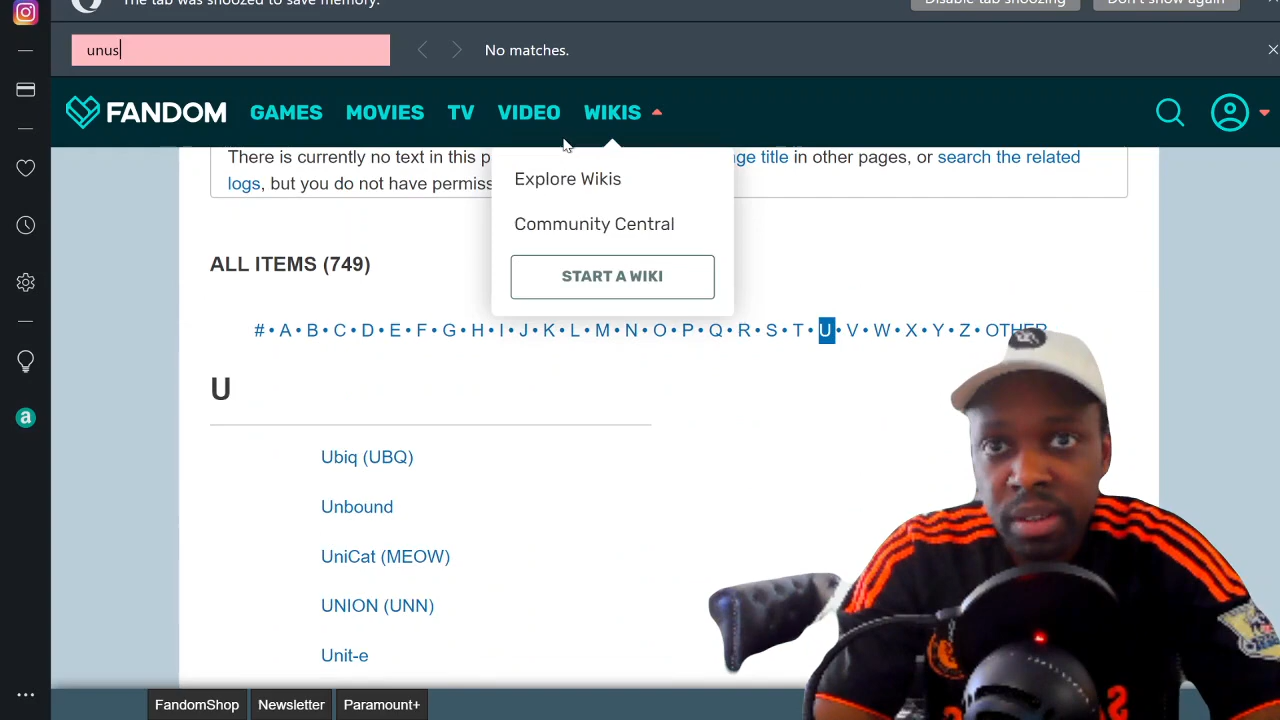 The tab was snoozed to save memory.
Disable tab snoozing
Don't show again
unus
No matches.
FANDOM GAMES MOVIES TV VIDEO WIKIS
There is currently no text in this p
ge title in other pages, or search the related
logs, but you do not have permis
Explore Wikis
Community Central
START A WIKI
ALL ITEMS (749)
# • A • B • C • D • E • F • G • H • I • J • K • L • M • N • O • P • Q • R • S • T • U • V • W • X • Y • Z • OTHER
U
Ubiq (UBQ)
Unbound
UniCat (MEOW)
UNION (UNN)
Unit-e
a
FandomShop
Newsletter
Paramount+